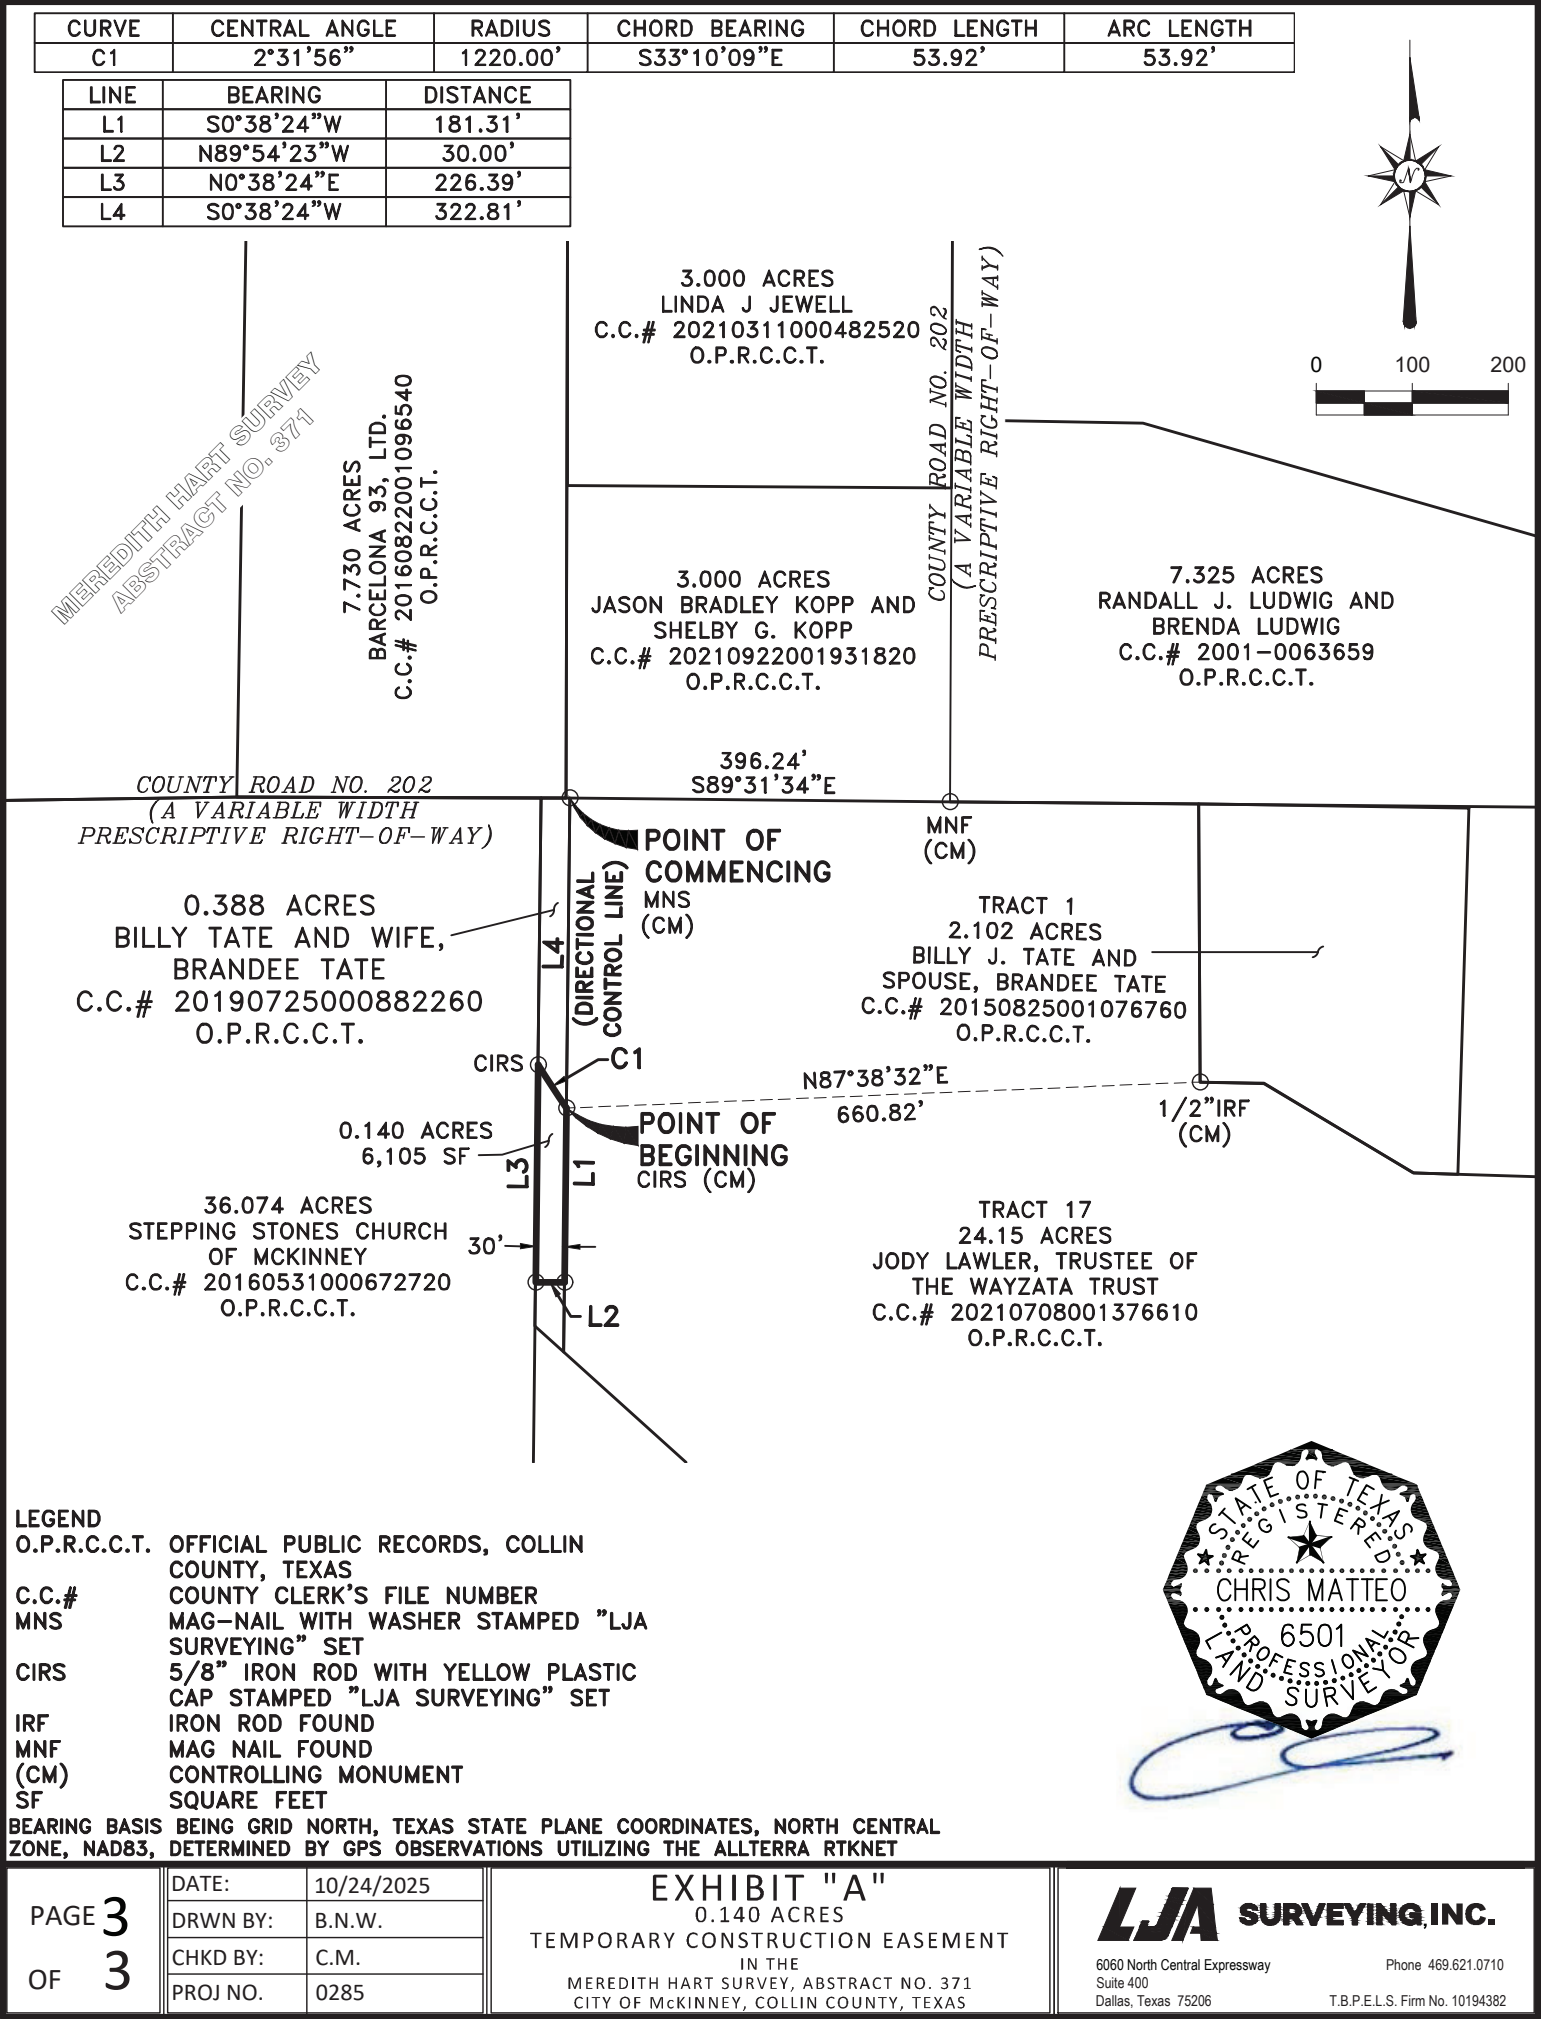 CURVE CENTRAL ANGLE RADIUS CHORD BEARING CHORD LENGTH ARC LENGTH
C1 2°31'56" 1220.00' S33°10'09"E 53.92' 53.92'
LINE BEARING DISTANCE
L1 S0°38'24"W 181.31'
L2 N89°54'23"W 30.00'
L3 N0°38'24"E 226.39'
L4 S0°38'24"W 322.81'
N
0 100 200
3.000 ACRES
LINDA J JEWELL
C.C.# 20210311000482520
O.P.R.C.C.T.
COUNTY ROAD NO. 202
(A VARIABLE WIDTH
PRESCRIPTIVE RIGHT-OF-WAY)
MEREDITH HART SURVEY
ABSTRACT NO. 371
7.730 ACRES
BARCELONA 93, LTD.
C.C.# 20160822001096540
O.P.R.C.C.T.
3.000 ACRES
JASON BRADLEY KOPP AND
SHELBY G. KOPP
C.C.# 20210922001931820
O.P.R.C.C.T.
7.325 ACRES
RANDALL J. LUDWIG AND
BRENDA LUDWIG
C.C.# 2001-0063659
O.P.R.C.C.T.
396.24'
S89°31'34"E
COUNTY ROAD NO. 202
(A VARIABLE WIDTH
PRESCRIPTIVE RIGHT-OF-WAY)
POINT OF
COMMENCING
MNS
(CM)
MNF
(CM)
0.388 ACRES
BILLY TATE AND WIFE,
BRANDEE TATE
C.C.# 20190725000882260
O.P.R.C.C.T.
L4
(DIRECTIONAL
CONTROL LINE)
TRACT 1
2.102 ACRES
BILLY J. TATE AND
SPOUSE, BRANDEE TATE
C.C.# 20150825001076760
O.P.R.C.C.T.
CIRS
C1
N87°38'32"E
660.82'
1/2"IRF
(CM)
POINT OF
BEGINNING
CIRS (CM)
0.140 ACRES
6,105 SF
L3
L1
36.074 ACRES
STEPPING STONES CHURCH
OF MCKINNEY
C.C.# 20160531000672720
O.P.R.C.C.T.
30'
L2
TRACT 17
24.15 ACRES
JODY LAWLER, TRUSTEE OF
THE WAYZATA TRUST
C.C.# 20210708001376610
O.P.R.C.C.T.
LEGEND
O.P.R.C.C.T. OFFICIAL PUBLIC RECORDS, COLLIN
COUNTY, TEXAS
C.C.# COUNTY CLERK'S FILE NUMBER
MNS MAG-NAIL WITH WASHER STAMPED "LJA
SURVEYING" SET
CIRS 5/8" IRON ROD WITH YELLOW PLASTIC
CAP STAMPED "LJA SURVEYING" SET
IRF IRON ROD FOUND
MNF MAG NAIL FOUND
(CM) CONTROLLING MONUMENT
SF SQUARE FEET
BEARING BASIS BEING GRID NORTH, TEXAS STATE PLANE COORDINATES, NORTH CENTRAL
ZONE, NAD83, DETERMINED BY GPS OBSERVATIONS UTILIZING THE ALLTERRA RTKNET
STATE OF TEXAS
REGISTERED
CHRIS MATTEO
6501
PROFESSIONAL
LAND SURVEYOR
PAGE 3
OF 3
DATE: 10/24/2025
DRWN BY: B.N.W.
CHKD BY: C.M.
PROJ NO. 0285
EXHIBIT "A"
0.140 ACRES
TEMPORARY CONSTRUCTION EASEMENT
IN THE
MEREDITH HART SURVEY, ABSTRACT NO. 371
CITY OF McKINNEY, COLLIN COUNTY, TEXAS
LJA SURVEYING, INC.
6060 North Central Expressway Phone 469.621.0710
Suite 400
Dallas, Texas 75206 T.B.P.E.L.S. Firm No. 10194382